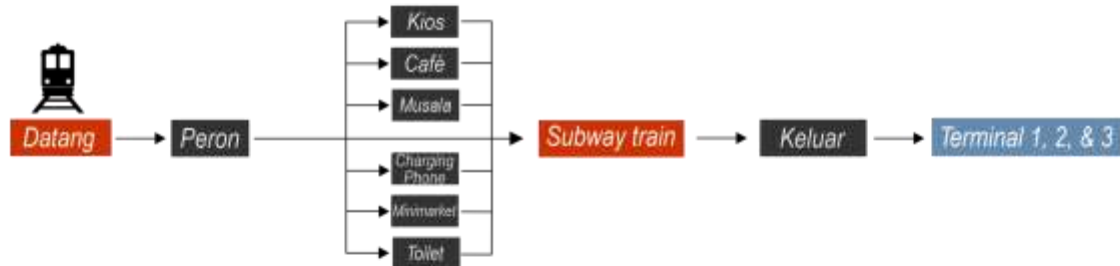 Kios
Café
Musala
Datang
Peron
Subway train
Keluar
Terminal 1, 2, & 3
Charging
Phone
Minimarket
Toilet